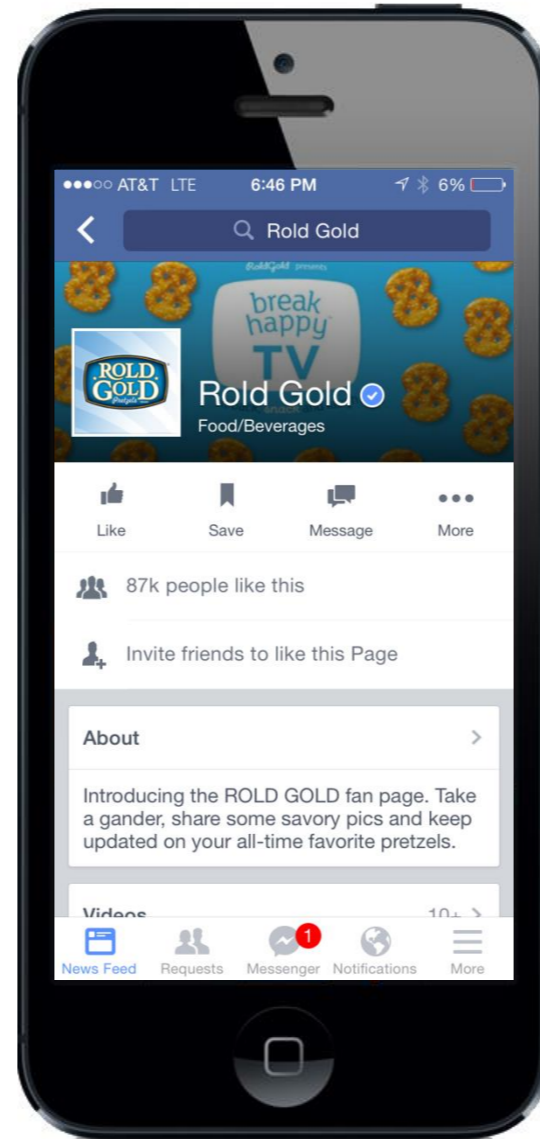 AT&T LTE 6:46 PM 6%
Rold Gold
RoldGold presents
break
happy
TV
snack
ROLD
GOLD
Pretzels
Rold Gold
Food/Beverages
Like Save Message More
87k people like this
Invite friends to like this Page
About
Introducing the ROLD GOLD fan page. Take
a gander, share some savory pics and keep
updated on your all-time favorite pretzels.
Videos 10+
1
News Feed Requests Messenger Notifications More